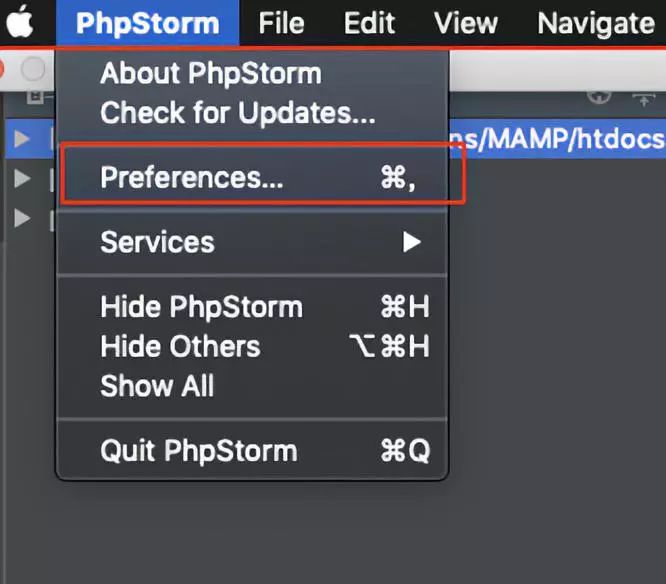 PhpStorm File Edit View Navigate
About PhpStorm
Check for Updates...
ns/MAMP/htdocs
Preferences... ⌘,
Services ▶
Hide PhpStorm ⌘H
Hide Others ⌥⌘H
Show All
Quit PhpStorm ⌘Q